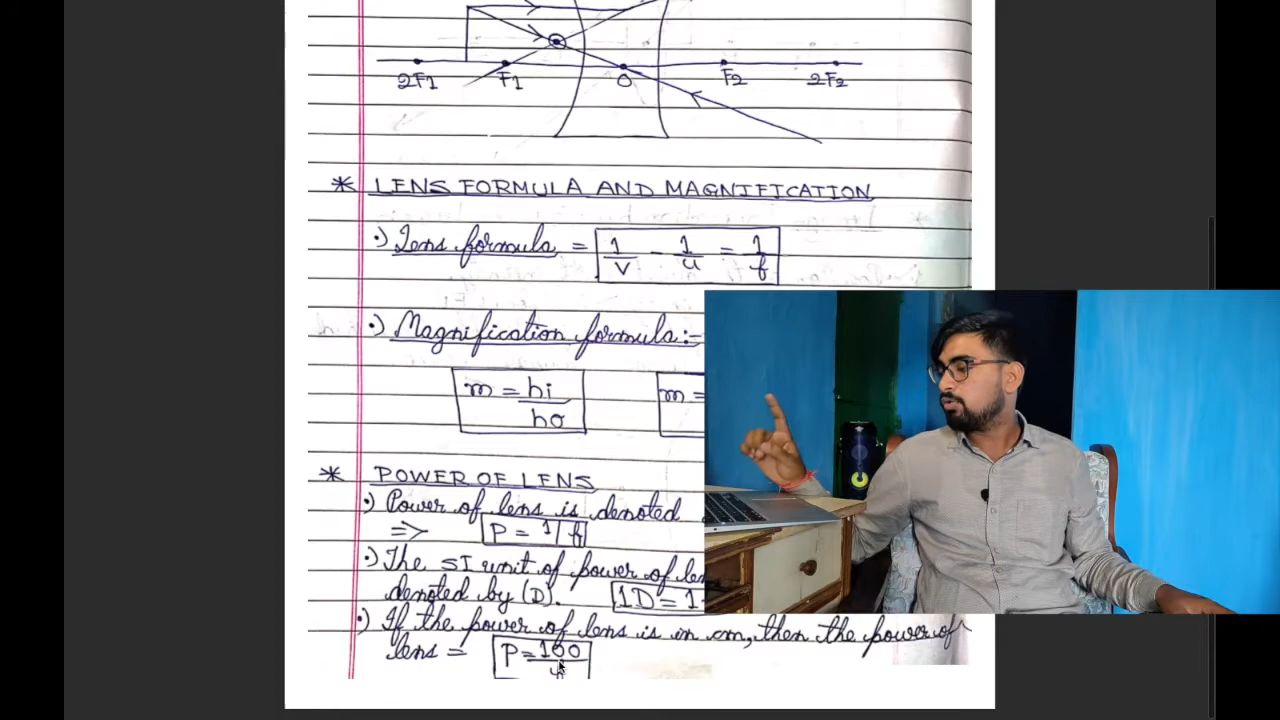 2F1 F1 O F2 2F2
* LENS FORMULA AND MAGNIFICATION
•) Lens formula = 1/v - 1/u = 1/f
•) Magnification formula:-
m = hi/ho m =
* POWER OF LENS
•) Power of lens is denoted
=> P = 1/f
•) The SI unit of power of len
denoted by (D). 1D = 1
•) If the power of lens is in cm, then the power of
lens = P = 100/f